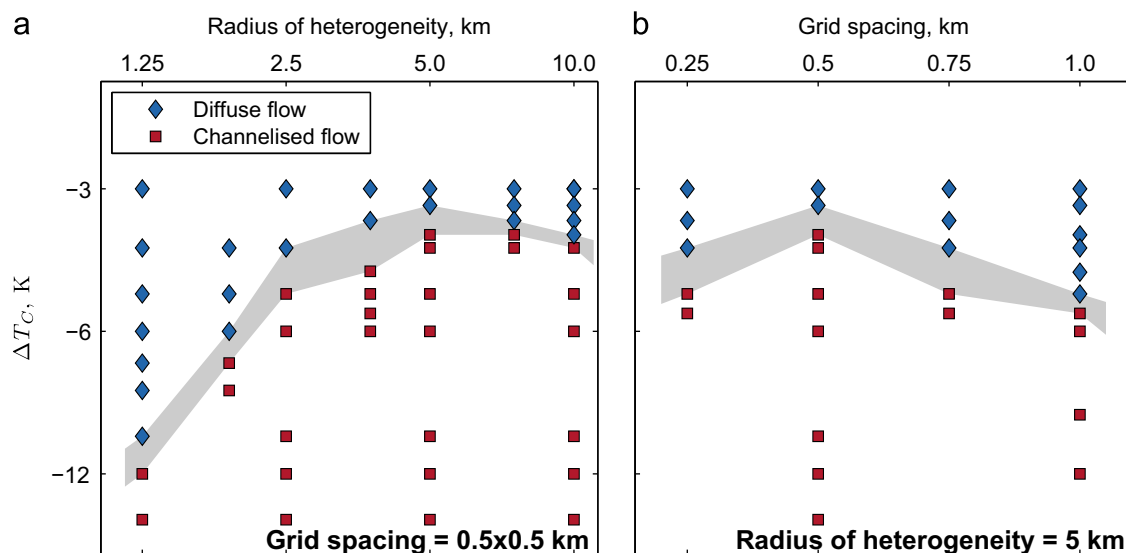 a
Radius of heterogeneity, km
1.25 2.5 5.0 10.0
Diffuse flow
Channelised flow
−3
−6
−12
ΔT_C, K
Grid spacing = 0.5x0.5 km
b
Grid spacing, km
0.25 0.5 0.75 1.0
Radius of heterogeneity = 5 km